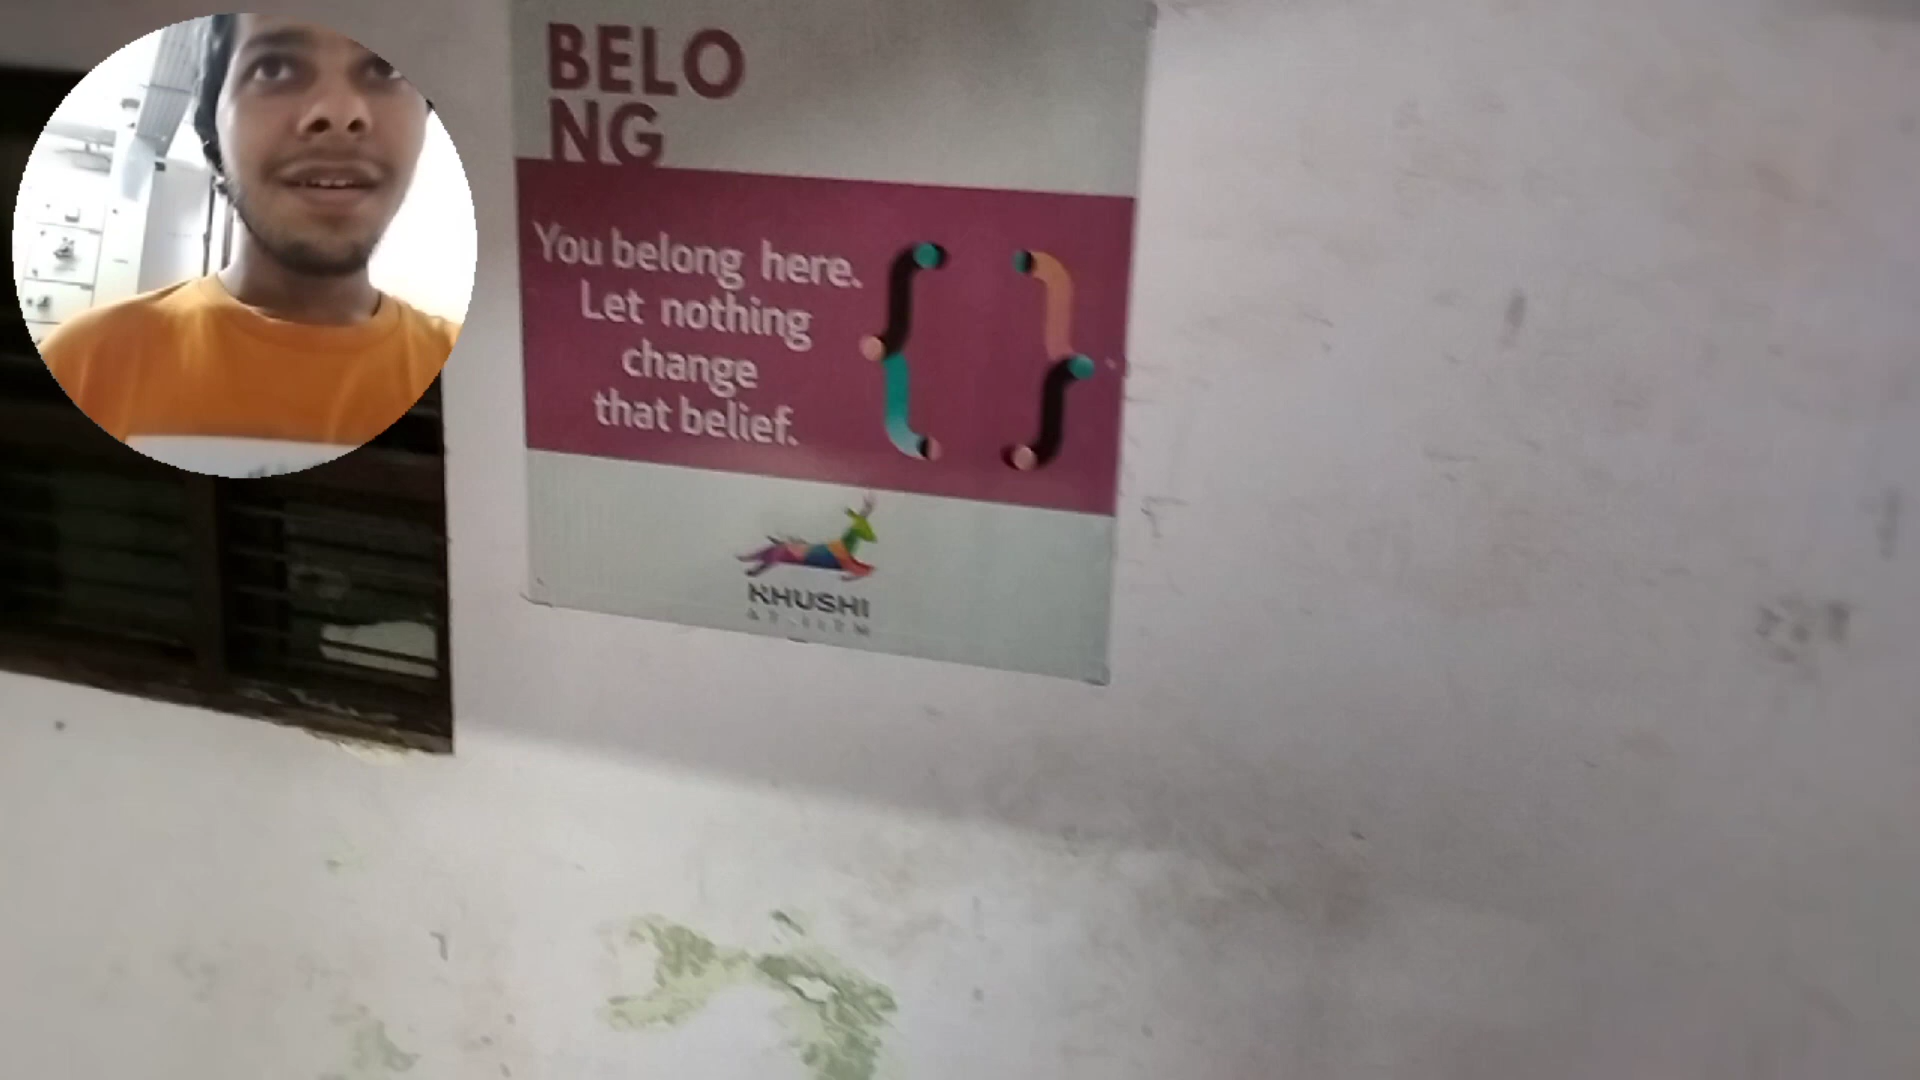 BELO
NG
You belong here.
Let nothing
change
that belief.
KHUSHI